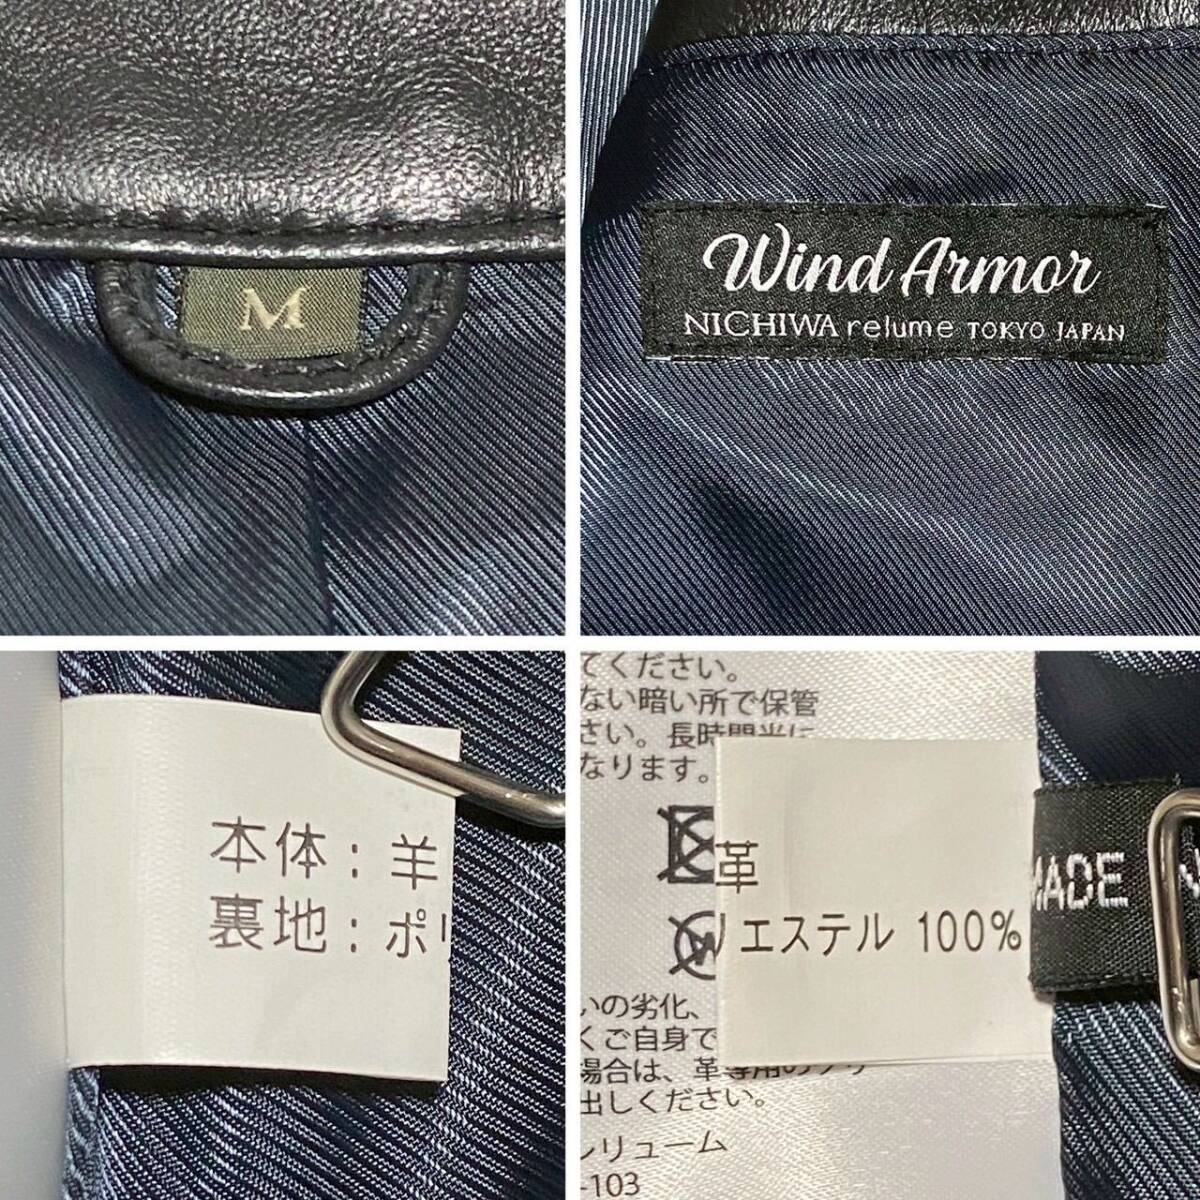 M
Wind Armor
NICHIWA relume TOKYO JAPAN
本体 : 羊
裏地 : ポ
てください。
ない暗い所で保管
さい。長時間光に
なります。
革
リエステル 100%
MADE
いの劣化、
くご自身で
場合は、革専用のクリー
出しください。
レリューム
-103